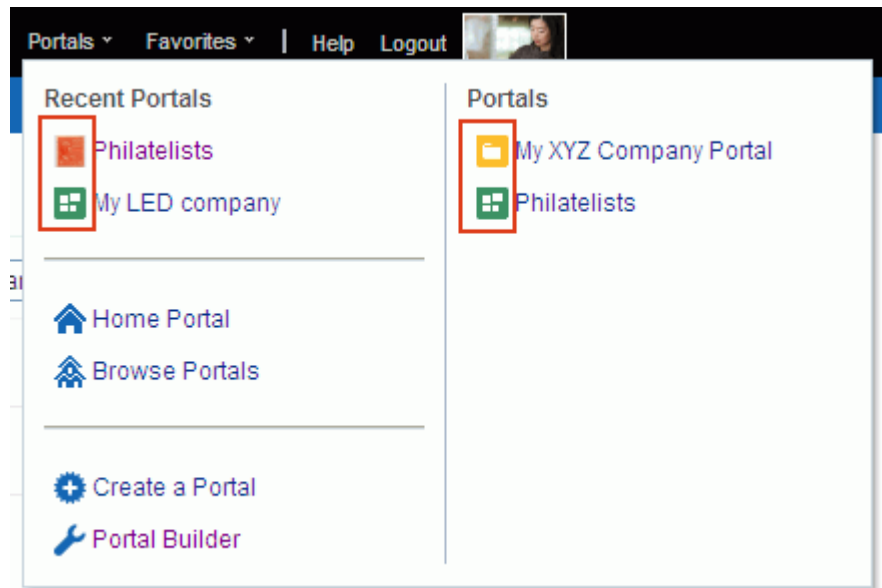 Portals Favorites | Help Logout
Recent Portals
Philatelists
My LED company
Home Portal
Browse Portals
Create a Portal
Portal Builder
Portals
My XYZ Company Portal
Philatelists